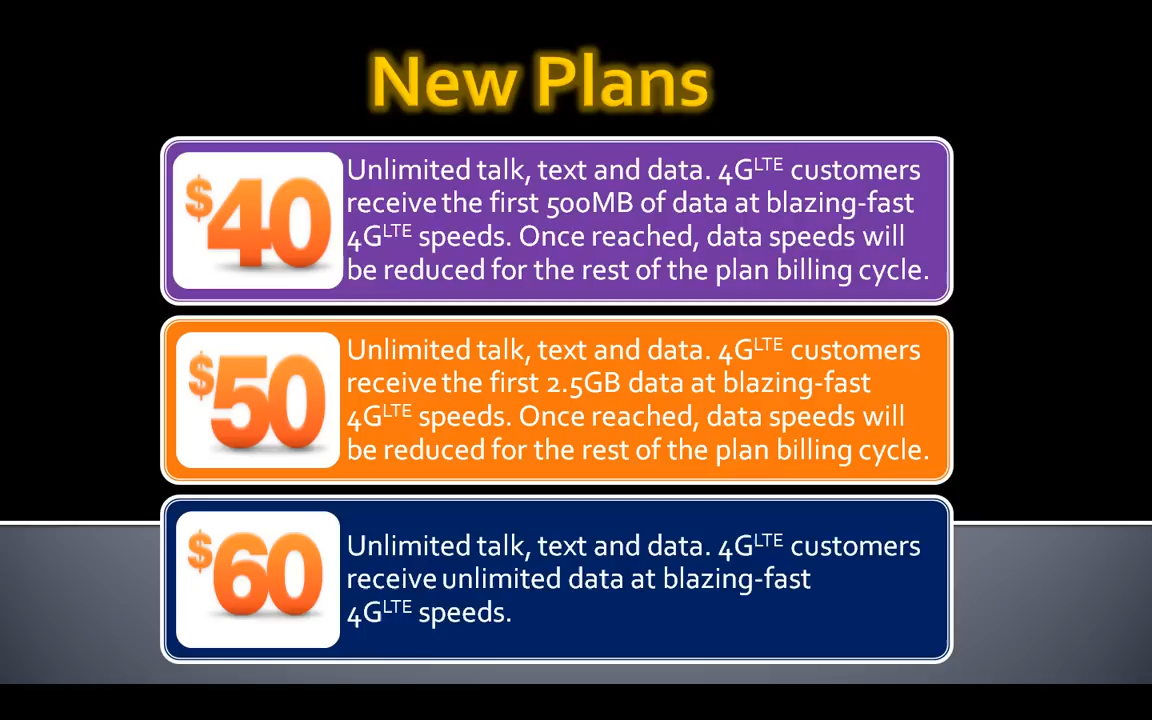 New Plans
$40
Unlimited talk, text and data. 4GLTE customers
receive the first 500MB of data at blazing-fast
4GLTE speeds. Once reached, data speeds will
be reduced for the rest of the plan billing cycle.
$50
Unlimited talk, text and data. 4GLTE customers
receive the first 2.5GB data at blazing-fast
4GLTE speeds. Once reached, data speeds will
be reduced for the rest of the plan billing cycle.
$60
Unlimited talk, text and data. 4GLTE customers
receive unlimited data at blazing-fast
4GLTE speeds.